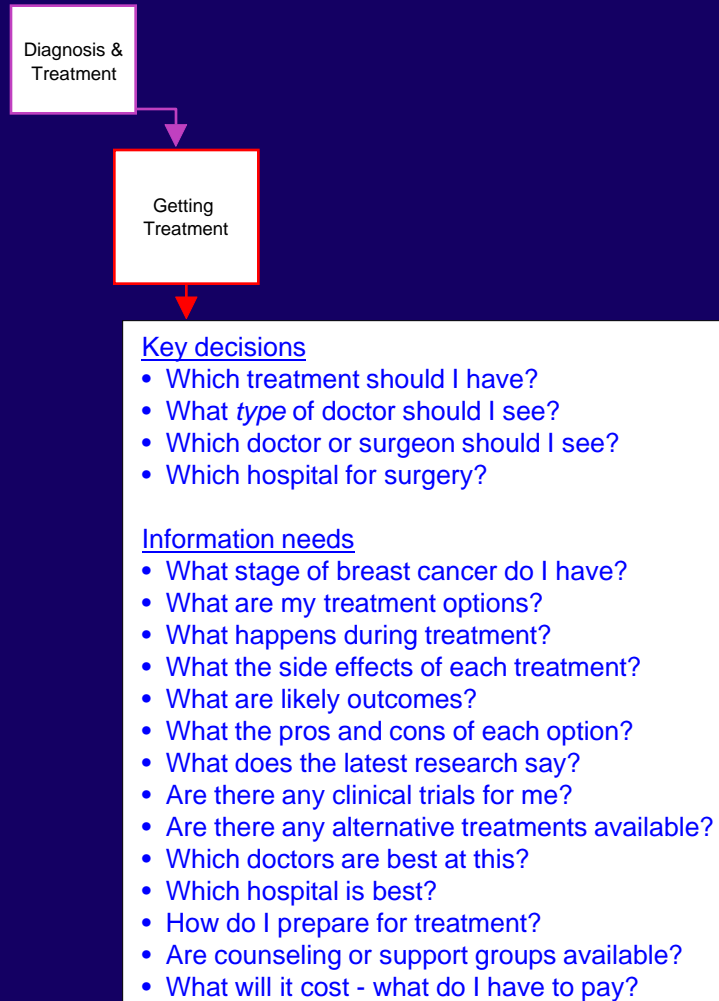 Diagnosis &
Treatment
Getting
Treatment
Key decisions
• Which treatment should I have?
• What type of doctor should I see?
• Which doctor or surgeon should I see?
• Which hospital for surgery?
Information needs
• What stage of breast cancer do I have?
• What are my treatment options?
• What happens during treatment?
• What the side effects of each treatment?
• What are likely outcomes?
• What the pros and cons of each option?
• What does the latest research say?
• Are there any clinical trials for me?
• Are there any alternative treatments available?
• Which doctors are best at this?
• Which hospital is best?
• How do I prepare for treatment?
• Are counseling or support groups available?
• What will it cost - what do I have to pay?